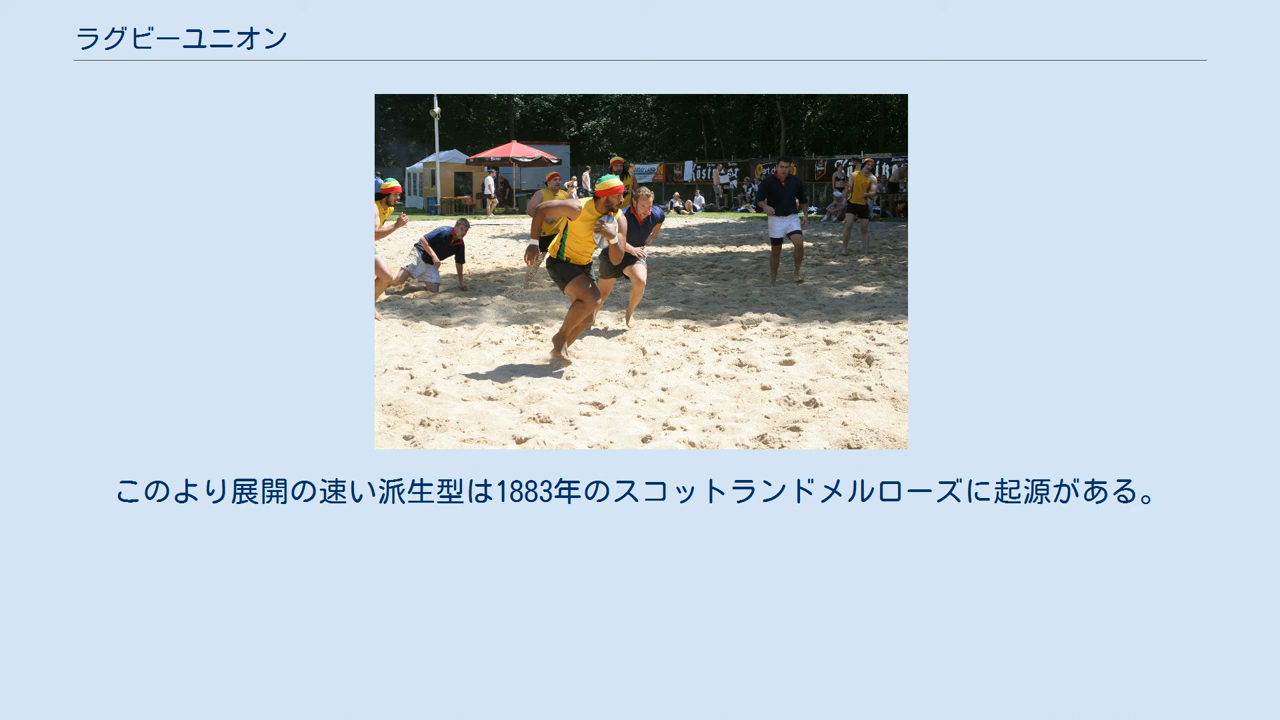 ラグビーユニオン
このより展開の速い派生型は1883年のスコットランドメルローズに起源がある。